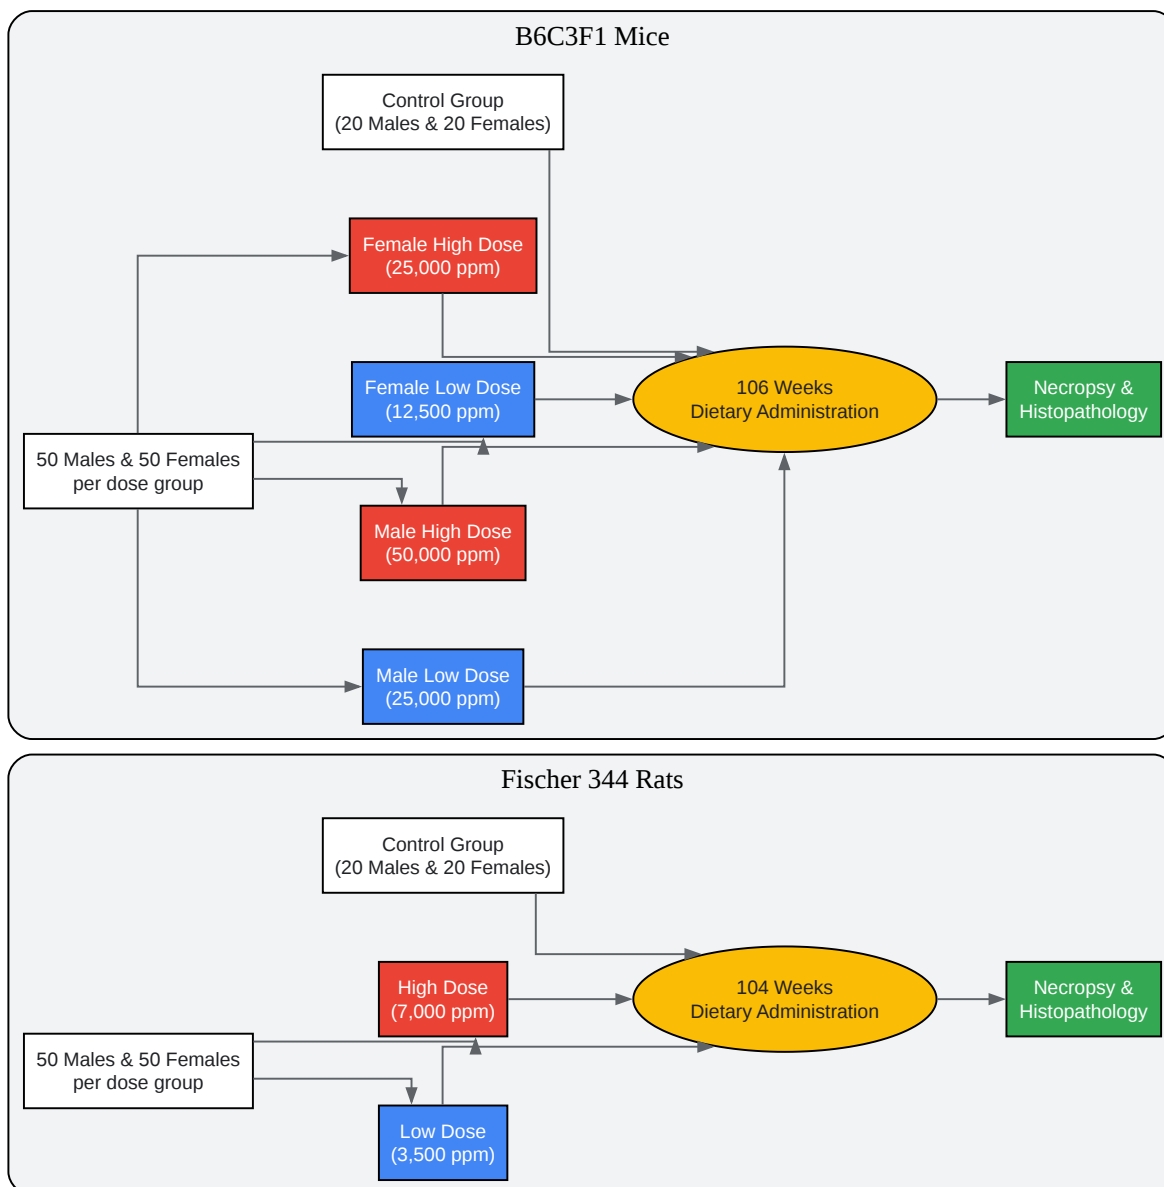 B6C3F1 Mice
Control Group
(20 Males & 20 Females)
Female High Dose
(25,000 ppm)
Female Low Dose
(12,500 ppm)
106 Weeks
Dietary Administration
Necropsy &
Histopathology
50 Males & 50 Females
per dose group
Male High Dose
(50,000 ppm)
Male Low Dose
(25,000 ppm)
Fischer 344 Rats
Control Group
(20 Males & 20 Females)
High Dose
(7,000 ppm)
104 Weeks
Dietary Administration
Necropsy &
Histopathology
50 Males & 50 Females
per dose group
Low Dose
(3,500 ppm)